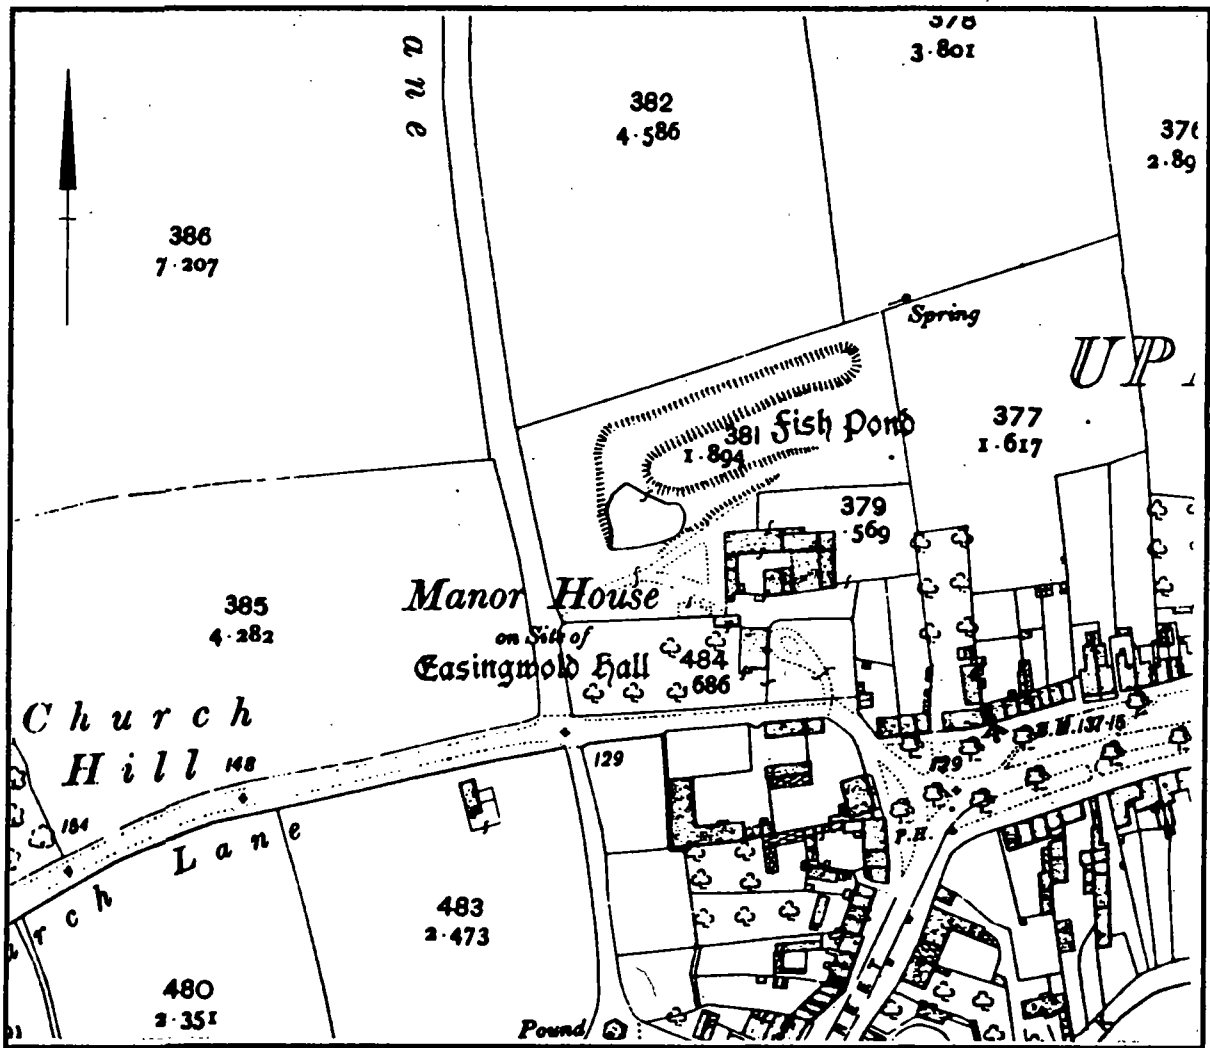 378
3·801
ane
382
4·586
2·89
386
7·207
Spring
UP
377
1·617
Fish Pond
381
1·894
379
·569
Manor House
on Site of
Easingwold Hall
385
4·282
484
·686
Church
Hill
148
B.M.137·15
129
129
184
Lane
P.H.
rch
483
2·473
480
2·351
Pound